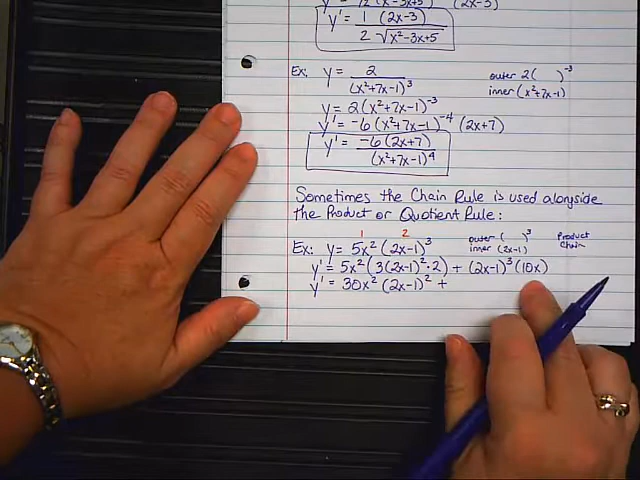 (2x-3)
y' = 1 (2x-3) / 2 √x²-3x+5
Ex: y = 2 / (x²+7x-1)³ outer 2( )⁻³
inner (x²+7x-1)
y = 2(x²+7x-1)⁻³
y' = -6(x²+7x-1)⁻⁴ (2x+7)
y' = -6(2x+7) / (x²+7x-1)⁴
Sometimes the Chain Rule is used alongside
the Product or Quotient Rule:
1 2
Ex: y = 5x² (2x-1)³ outer ( )³ Product
inner (2x-1) Chain
y' = 5x² (3(2x-1)²·2) + (2x-1)³ (10x)
y' = 30x² (2x-1)² +